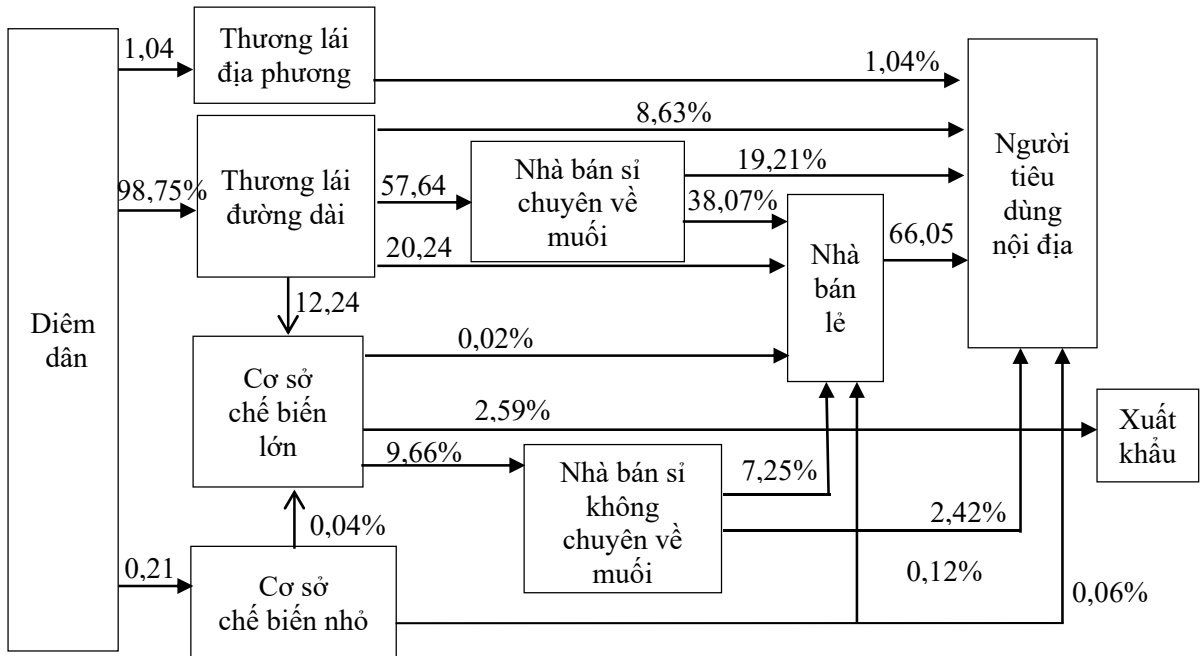 1,04
Thương lái
địa phương
1,04%
8,63%
98,75%
Thương lái
đường dài
57,64
Nhà bán sỉ
chuyên về
muối
19,21%
38,07%
20,24
Nhà
bán
lẻ
66,05
Người
tiêu
dùng
nội địa
12,24
Diêm
dân
Cơ sở
chế biến
lớn
0,02%
2,59%
Xuất
khẩu
9,66%
Nhà bán sỉ
không
chuyên về
muối
7,25%
2,42%
0,04%
0,21
Cơ sở
chế biến nhỏ
0,12%
0,06%